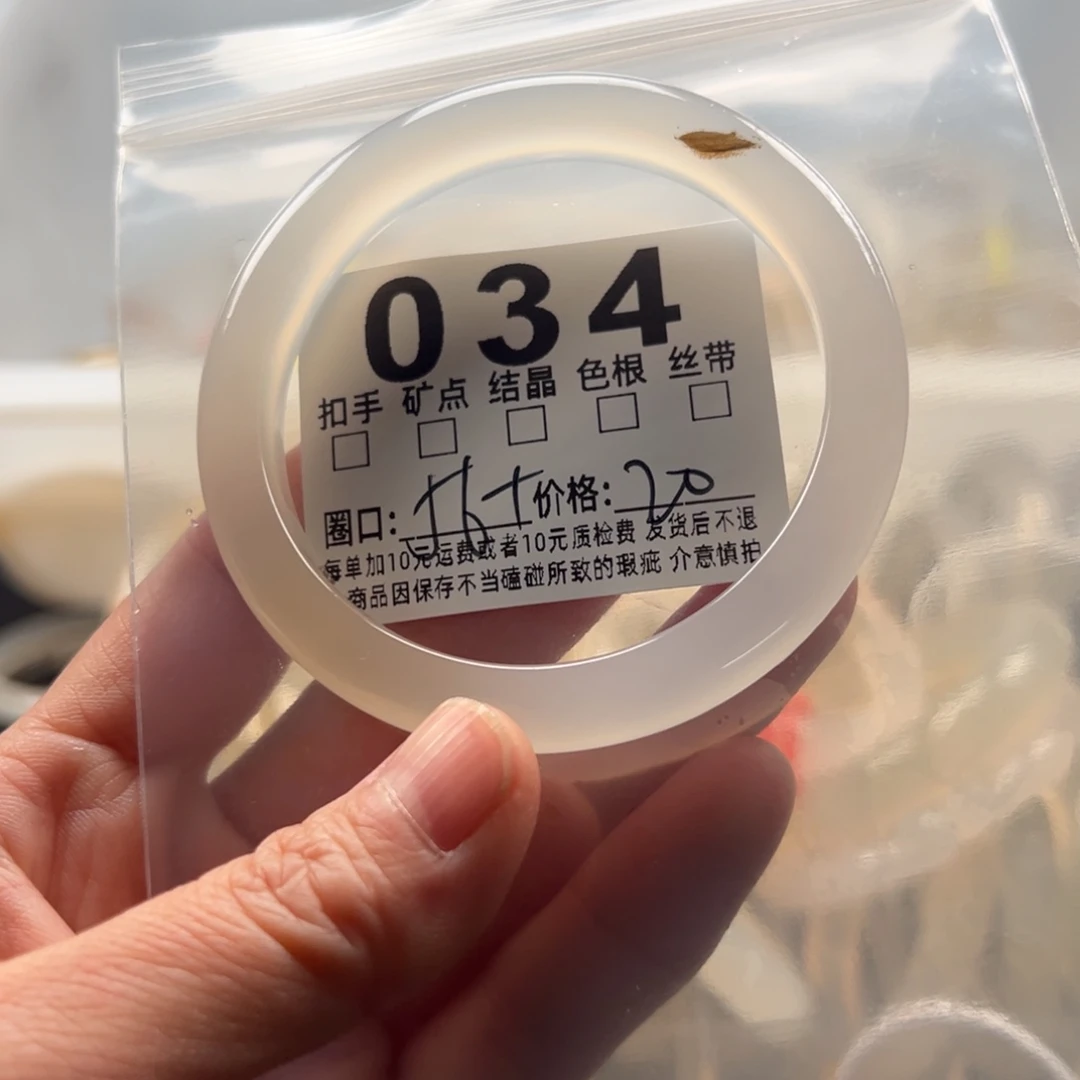 034
扣手 矿点 结晶 色根 丝带
圈口: 价格:20
每单加10元运费或者10元质检费 发货后不退
商品因保存不当磕碰所致的瑕疵 介意慎拍